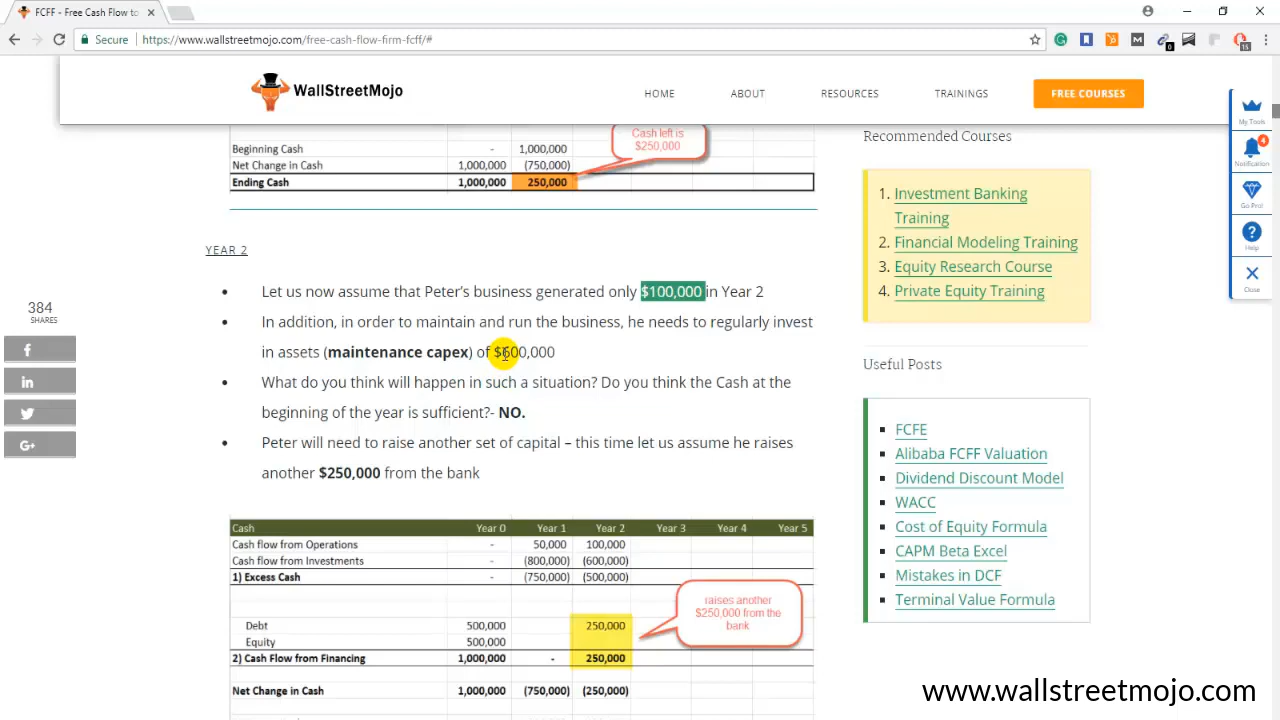 FCFF - Free Cash Flow to
Secure https://www.wallstreetmojo.com/free-cash-flow-firm-fcff/#
WallStreetMojo
HOME ABOUT RESOURCES TRAININGS FREE COURSES
Cash left is
$250,000
Beginning Cash - 1,000,000
Net Change in Cash 1,000,000 (750,000)
Ending Cash 1,000,000 250,000
YEAR 2
Let us now assume that Peter's business generated only $100,000 in Year 2
In addition, in order to maintain and run the business, he needs to regularly invest
in assets (maintenance capex) of $600,000
What do you think will happen in such a situation? Do you think the Cash at the
beginning of the year is sufficient?- NO.
Peter will need to raise another set of capital – this time let us assume he raises
another $250,000 from the bank
Cash Year 0 Year 1 Year 2 Year 3 Year 4 Year 5
Cash flow from Operations - 50,000 100,000
Cash flow from Investments - (800,000) (600,000)
1) Excess Cash - (750,000) (500,000)
raises another
$250,000 from the
bank
Debt 500,000 250,000
Equity 500,000
2) Cash Flow from Financing 1,000,000 - 250,000
Net Change in Cash 1,000,000 (750,000) (250,000)
384
SHARES
Recommended Courses
1. Investment Banking
Training
2. Financial Modeling Training
3. Equity Research Course
4. Private Equity Training
Useful Posts
FCFE
Alibaba FCFF Valuation
Dividend Discount Model
WACC
Cost of Equity Formula
CAPM Beta Excel
Mistakes in DCF
Terminal Value Formula
My Tools
4
Notification
Go Pro!
Help
Close
0
15
www.wallstreetmojo.com